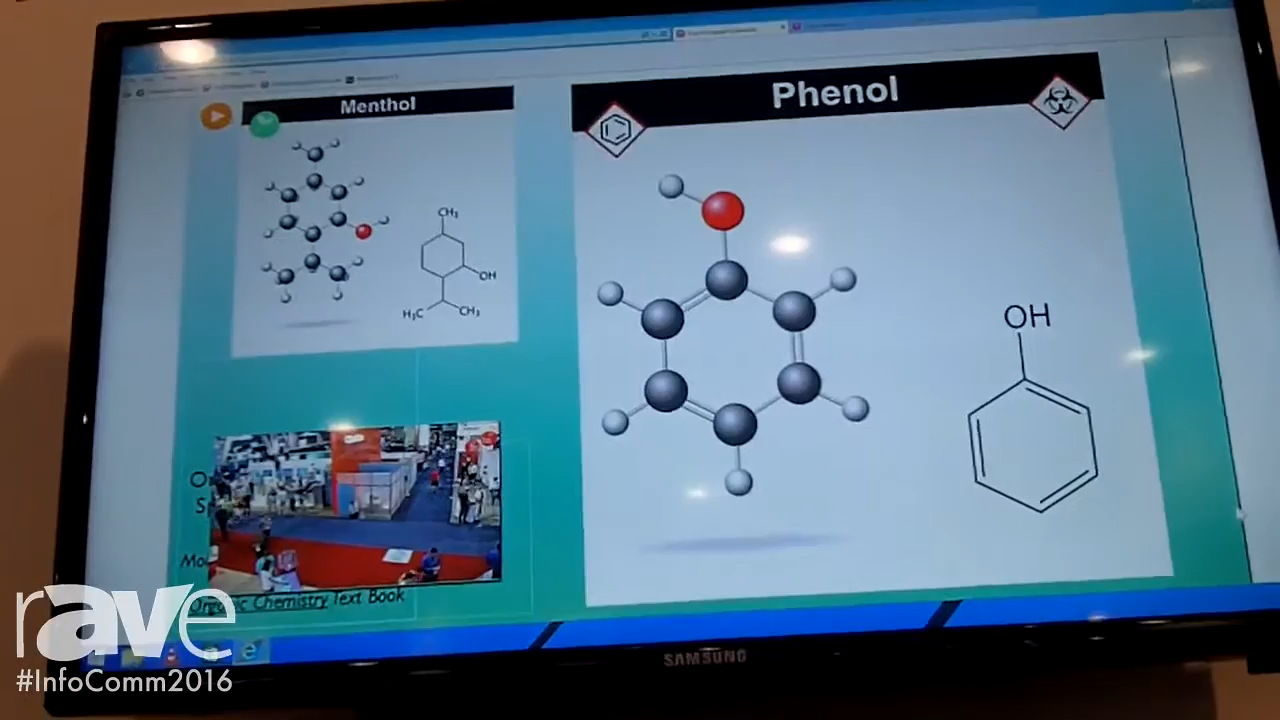 Menthol
Phenol
CH₃
OH
H₃C
CH₃
OH
Organic Chemistry Text Book
rave
#InfoComm2016
SAMSUNG